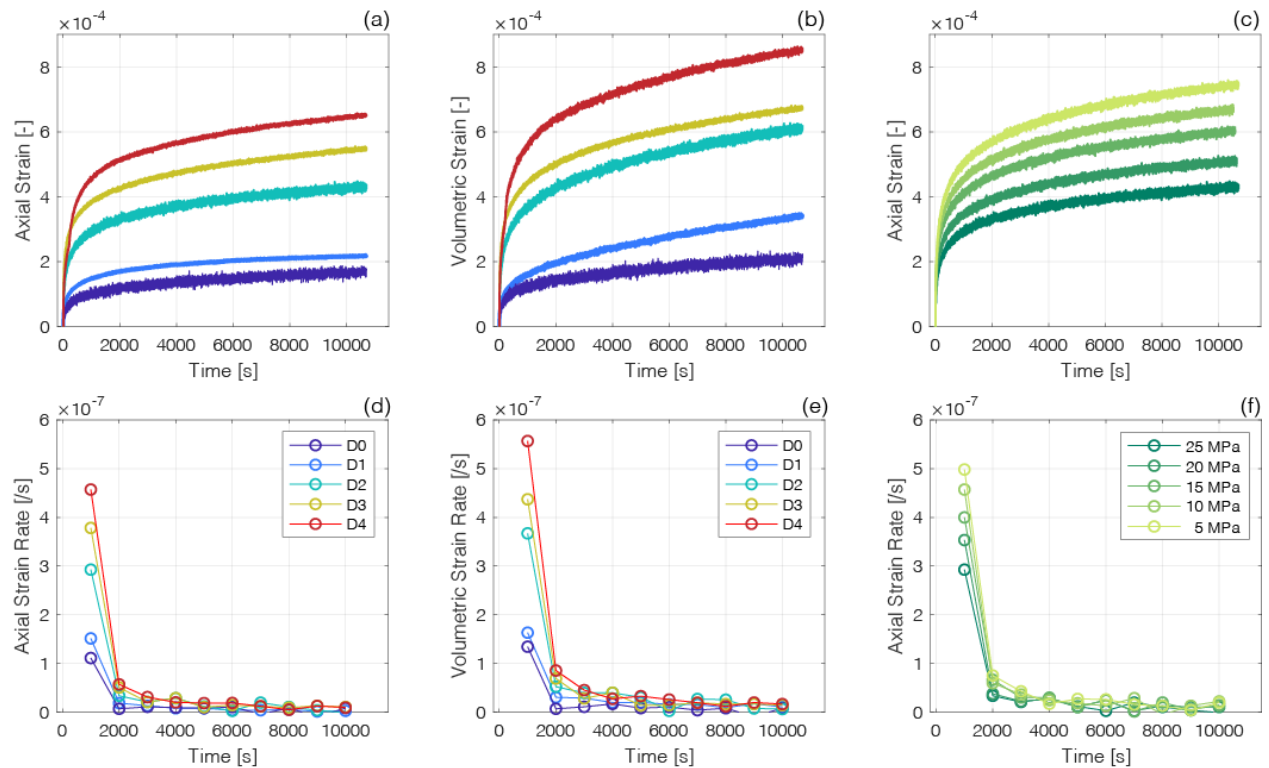 ×10⁻⁴ (a)
Axial Strain [-]
8
6
4
2
0
0 2000 4000 6000 8000 10000
Time [s]
×10⁻⁴ (b)
Volumetric Strain [-]
8
6
4
2
0
0 2000 4000 6000 8000 10000
Time [s]
×10⁻⁴ (c)
Axial Strain [-]
8
6
4
2
0
0 2000 4000 6000 8000 10000
Time [s]
×10⁻⁷ (d)
Axial Strain Rate [/s]
6
5
4
3
2
1
0
D0
D1
D2
D3
D4
0 2000 4000 6000 8000 10000
Time [s]
×10⁻⁷ (e)
Volumetric Strain Rate [/s]
6
5
4
3
2
1
0
D0
D1
D2
D3
D4
0 2000 4000 6000 8000 10000
Time [s]
×10⁻⁷ (f)
Axial Strain Rate [/s]
6
5
4
3
2
1
0
25 MPa
20 MPa
15 MPa
10 MPa
5 MPa
0 2000 4000 6000 8000 10000
Time [s]